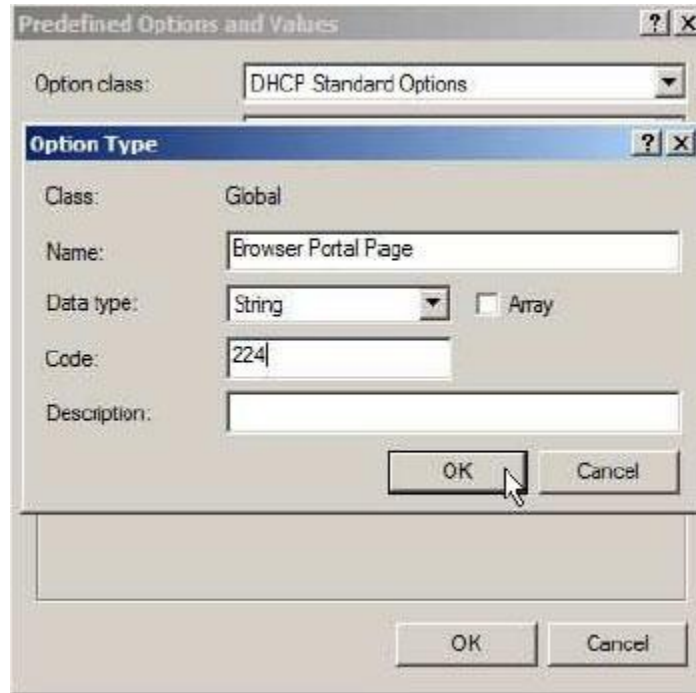 Predefined Options and Values
Option class: DHCP Standard Options
Option Type
Class: Global
Name: Browser Portal Page
Data type: String Array
Code: 224
Description:
OK Cancel
OK Cancel